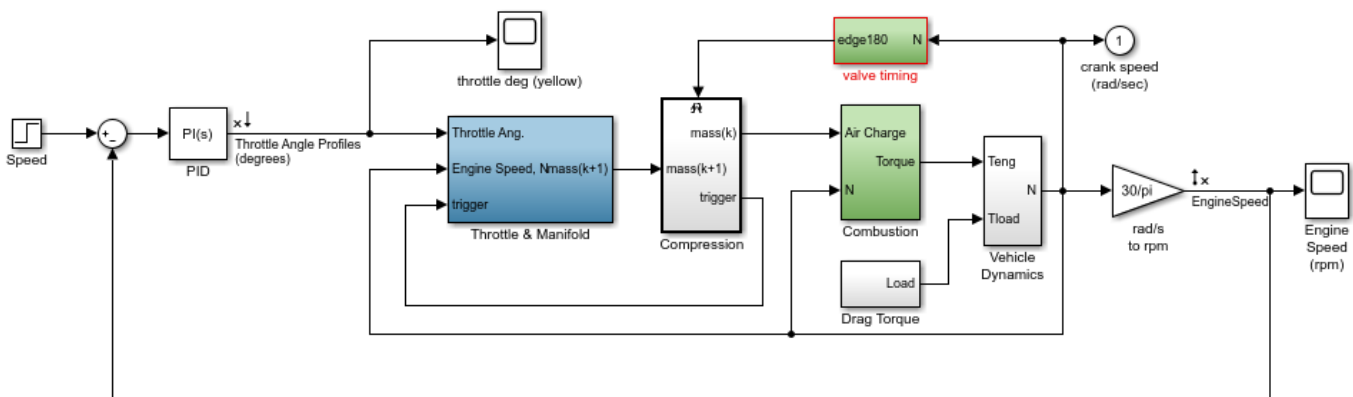 Speed
+
-
PI(s)
PID
Throttle Angle Profiles
(degrees)
throttle deg (yellow)
Throttle Ang.
Engine Speed, N
mass(k+1)
trigger
Throttle & Manifold
mass(k)
mass(k+1)
trigger
Compression
edge180
N
valve timing
Air Charge
Torque
N
Combustion
Load
Drag Torque
Teng
N
Tload
Vehicle
Dynamics
1
crank speed
(rad/sec)
30/pi
rad/s
to rpm
EngineSpeed
Engine
Speed
(rpm)